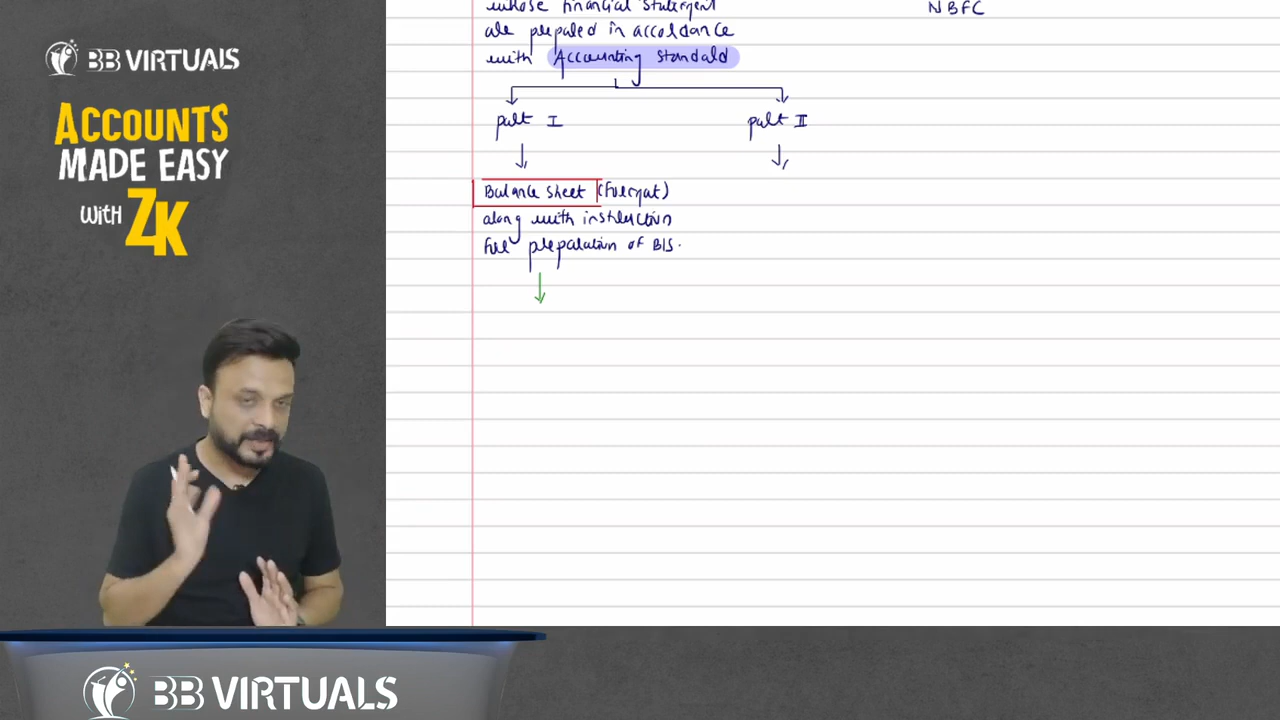 BB VIRTUALS
ACCOUNTS
MADE EASY
with ZK
whose financial statement
are prepared in accordance
with Accounting Standard
NBFC
part I
part II
Balance Sheet (Format)
along with instruction
for preparation of B/S.
BB VIRTUALS